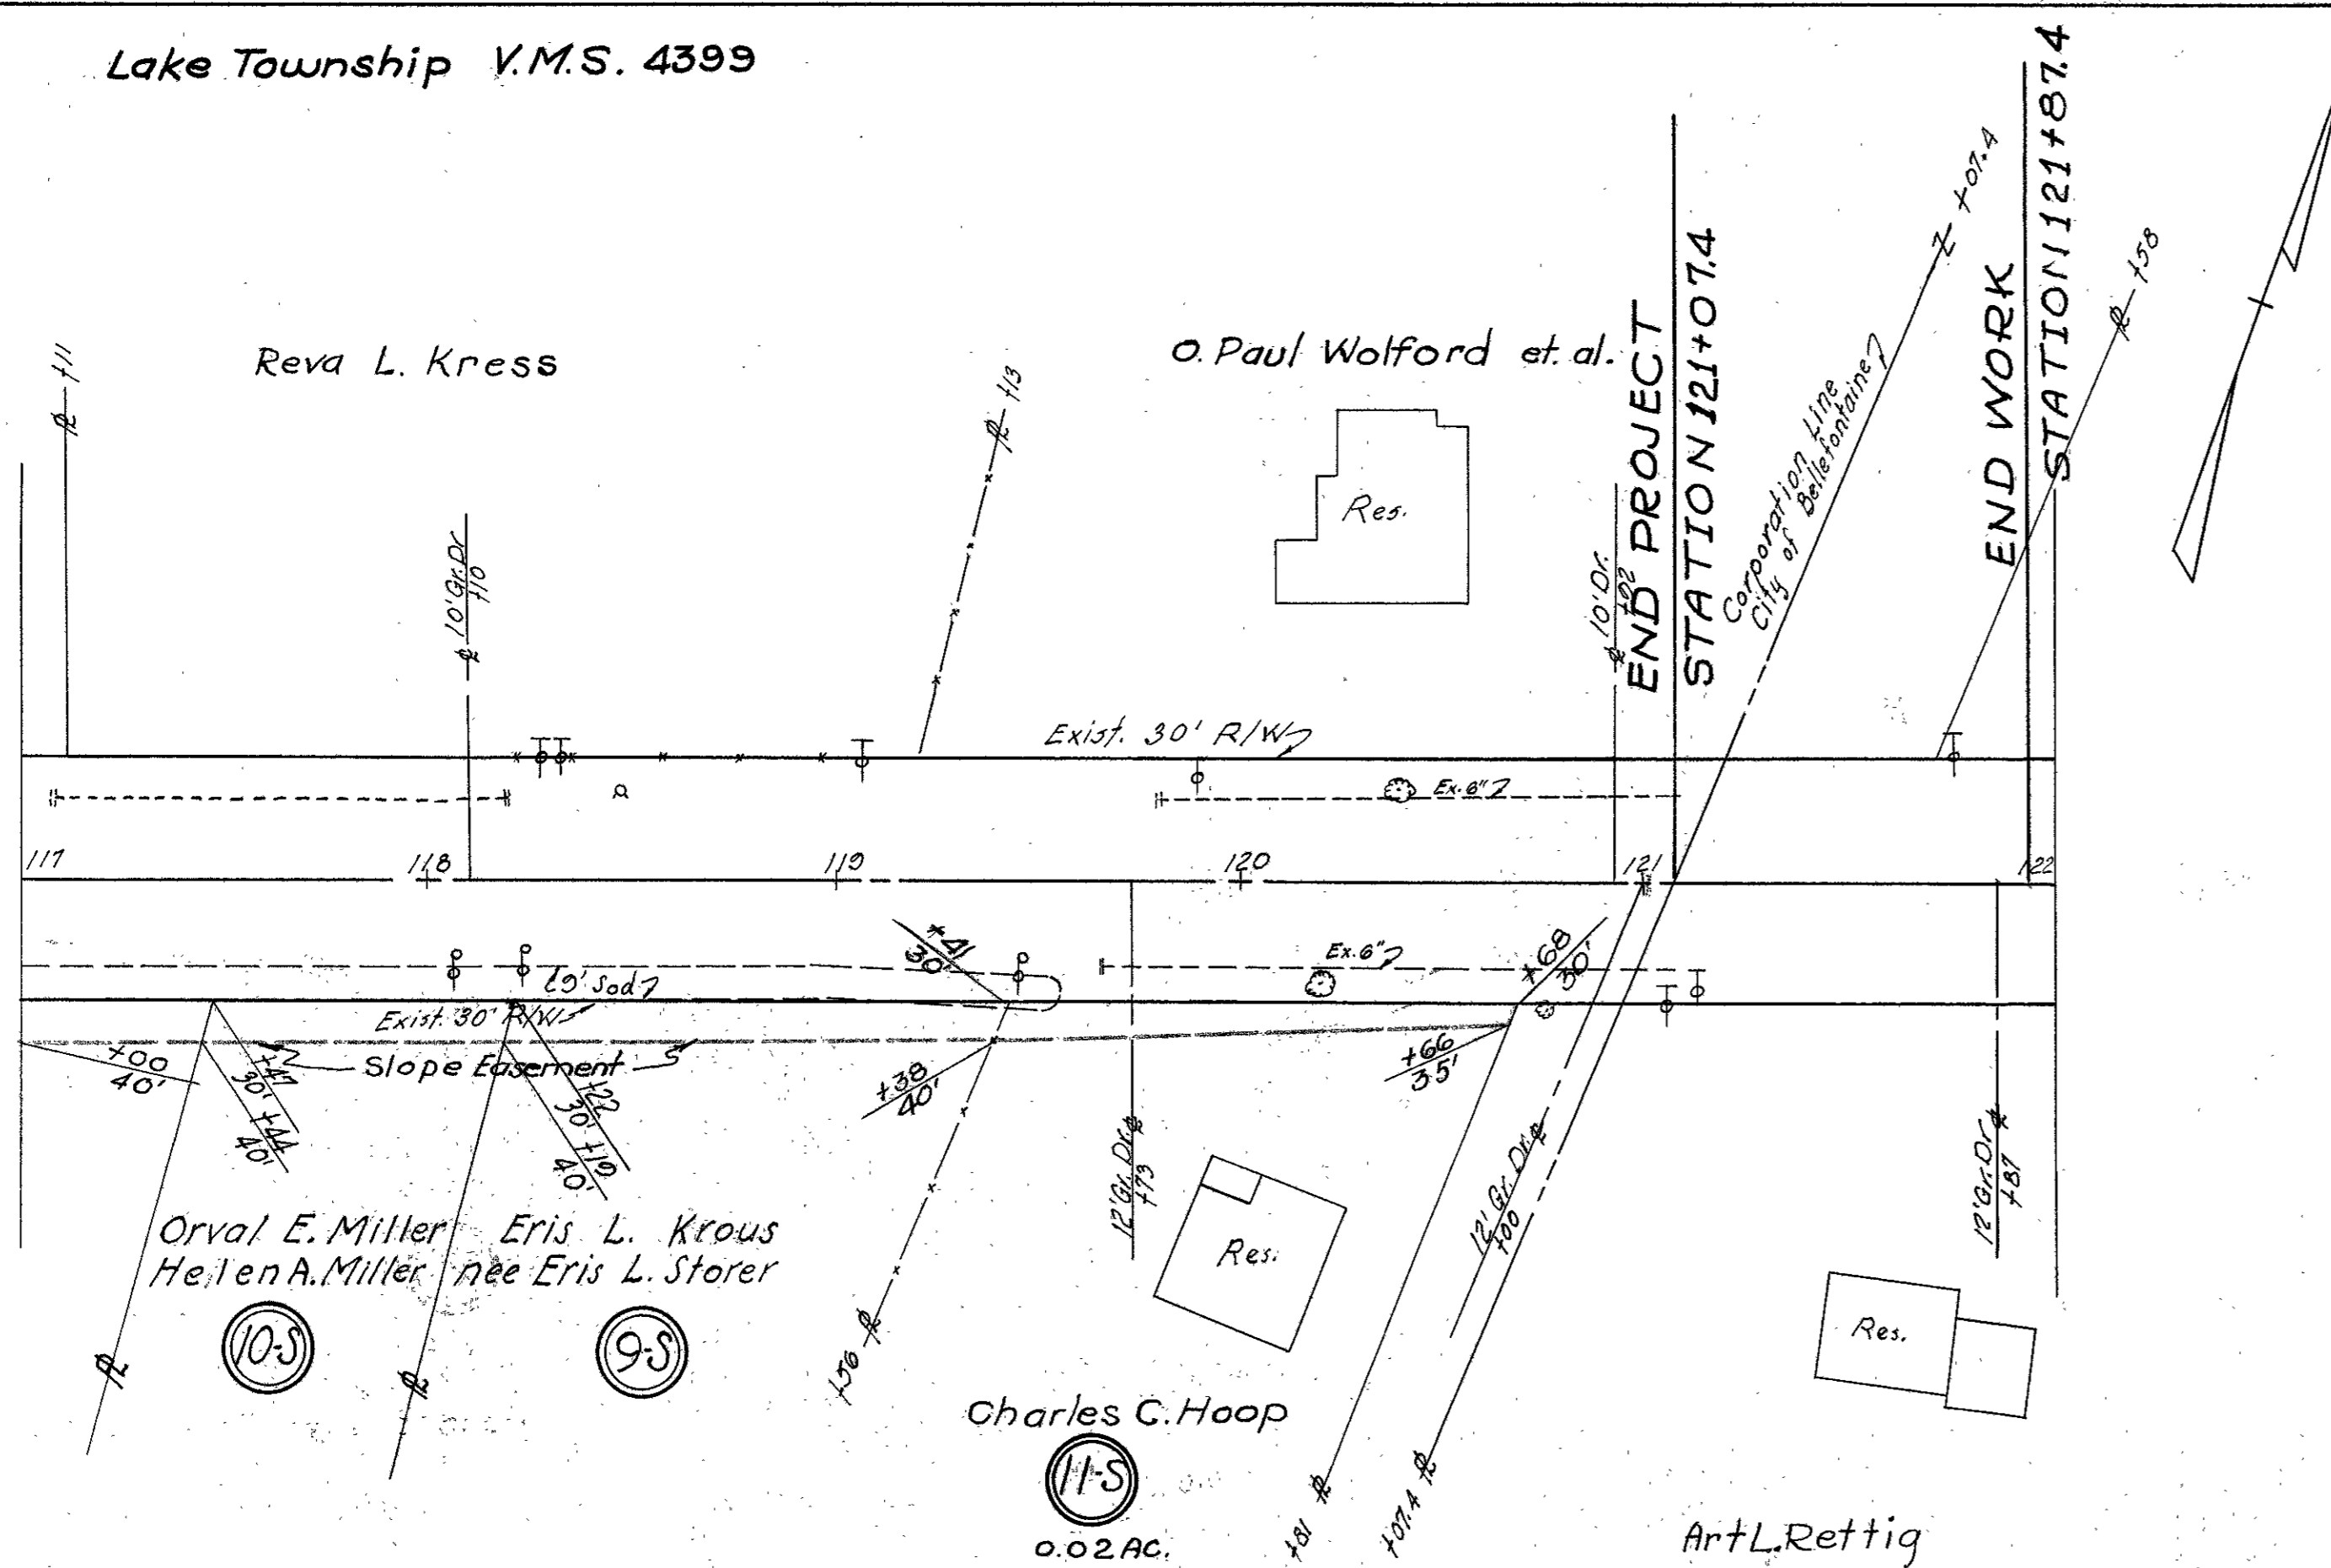 Lake Township V.M.S. 4399
END WORK
STATION 121+87.4
END PROJECT
STATION 121+07.4
+07.4
+58
+11
Reva L. Kress
+13
O. Paul Wolford et. al.
Res.
Corporation Line
City of Bellefontaine
10' Gr. Dr.
+10
10' Dr.
+92
Exist. 30' R/W
Ex. 6"
117
118
119
120
121
122
+41
30'
Ex. 6"
+68
30'
69' Sod
Exist. 30' R/W
+00
40'
+47
30'
+44
40'
Slope Easement
+22
30'
+19
40'
+38
40'
+66
35'
12' Gr. Dr.
+73
12' Gr. Dr.
+00
12' Gr. Dr.
+87
Orval E. Miller
Helen A. Miller
Eris L. Krous
nee Eris L. Storer
Res.
Res.
10-S
9-S
+56
Charles C. Hoop
11-S
0.02 AC.
+81
+07.4
Art L. Rettig